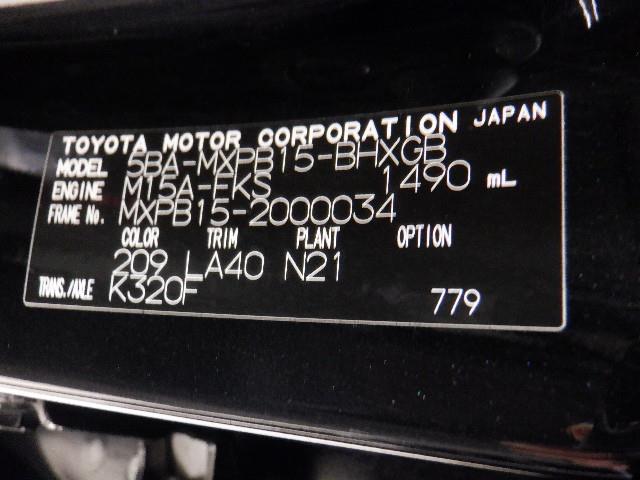 TOYOTA MOTOR CORPORATION JAPAN
MODEL 5BA-MXPB15-BHXGB
ENGINE M15A-FKS 1490 mL
FRAME No. MXPB15-2000034
COLOR TRIM PLANT OPTION
209 LA40 N21
TRANS./AXLE K320F 779